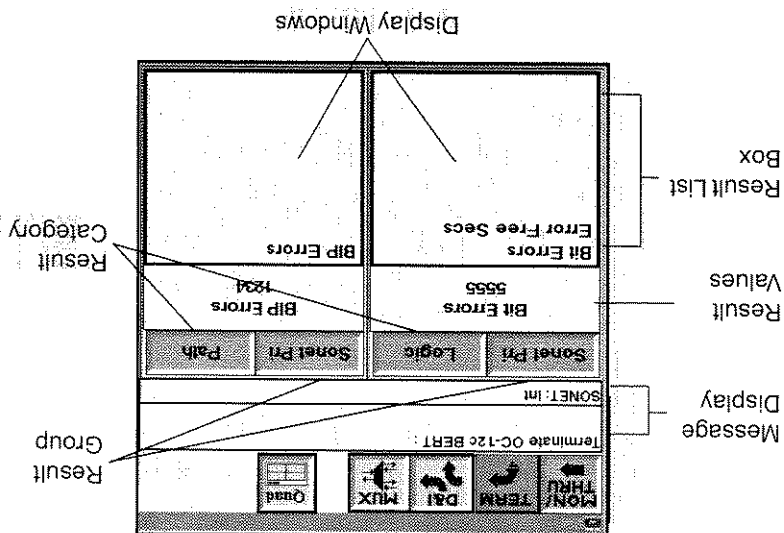 MON/
THRU
TERM
D&I
MUX
Quad
Message
Display
Terminate OC-12c BERT :
SONET: int
Result
Group
Sonet Pri
Logic
Sonet Pri
Path
Result
Values
Bit Errors
5555
BIP Errors
1234
Result
Category
Result List
Box
Bit Errors
Error Free Secs
BIP Errors
Display Windows